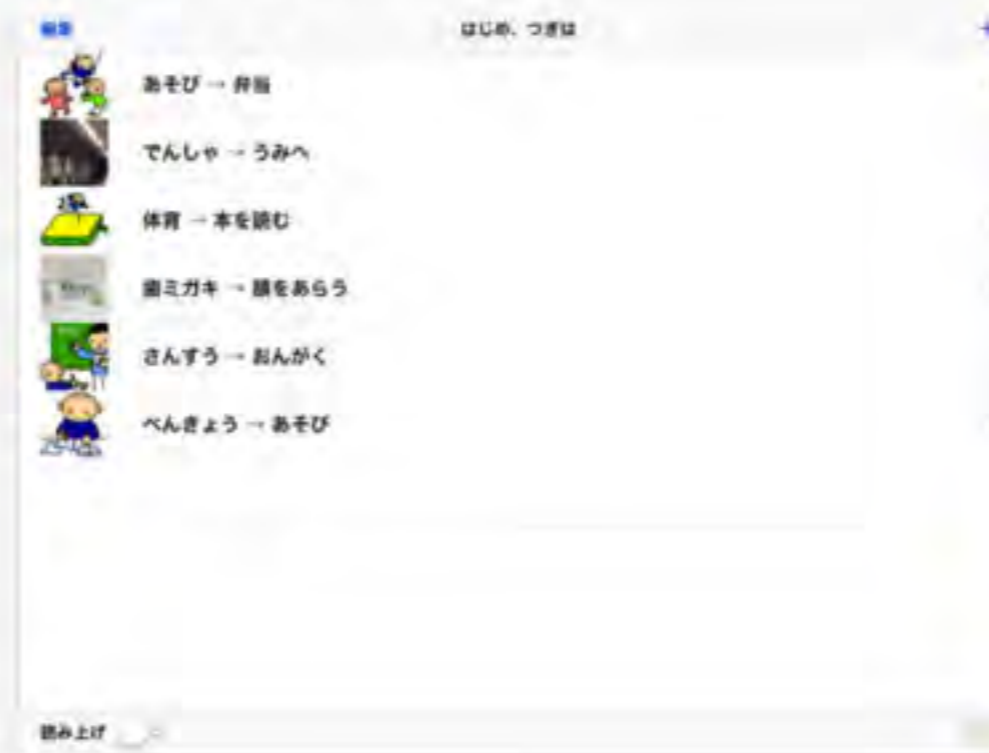 編集
はじめ、つぎは
あそび → 弁当
でんしゃ → うみへ
体育 → 本を読む
歯ミガキ → 顔をあらう
さんすう → おんがく
べんきょう → あそび
読み上げ